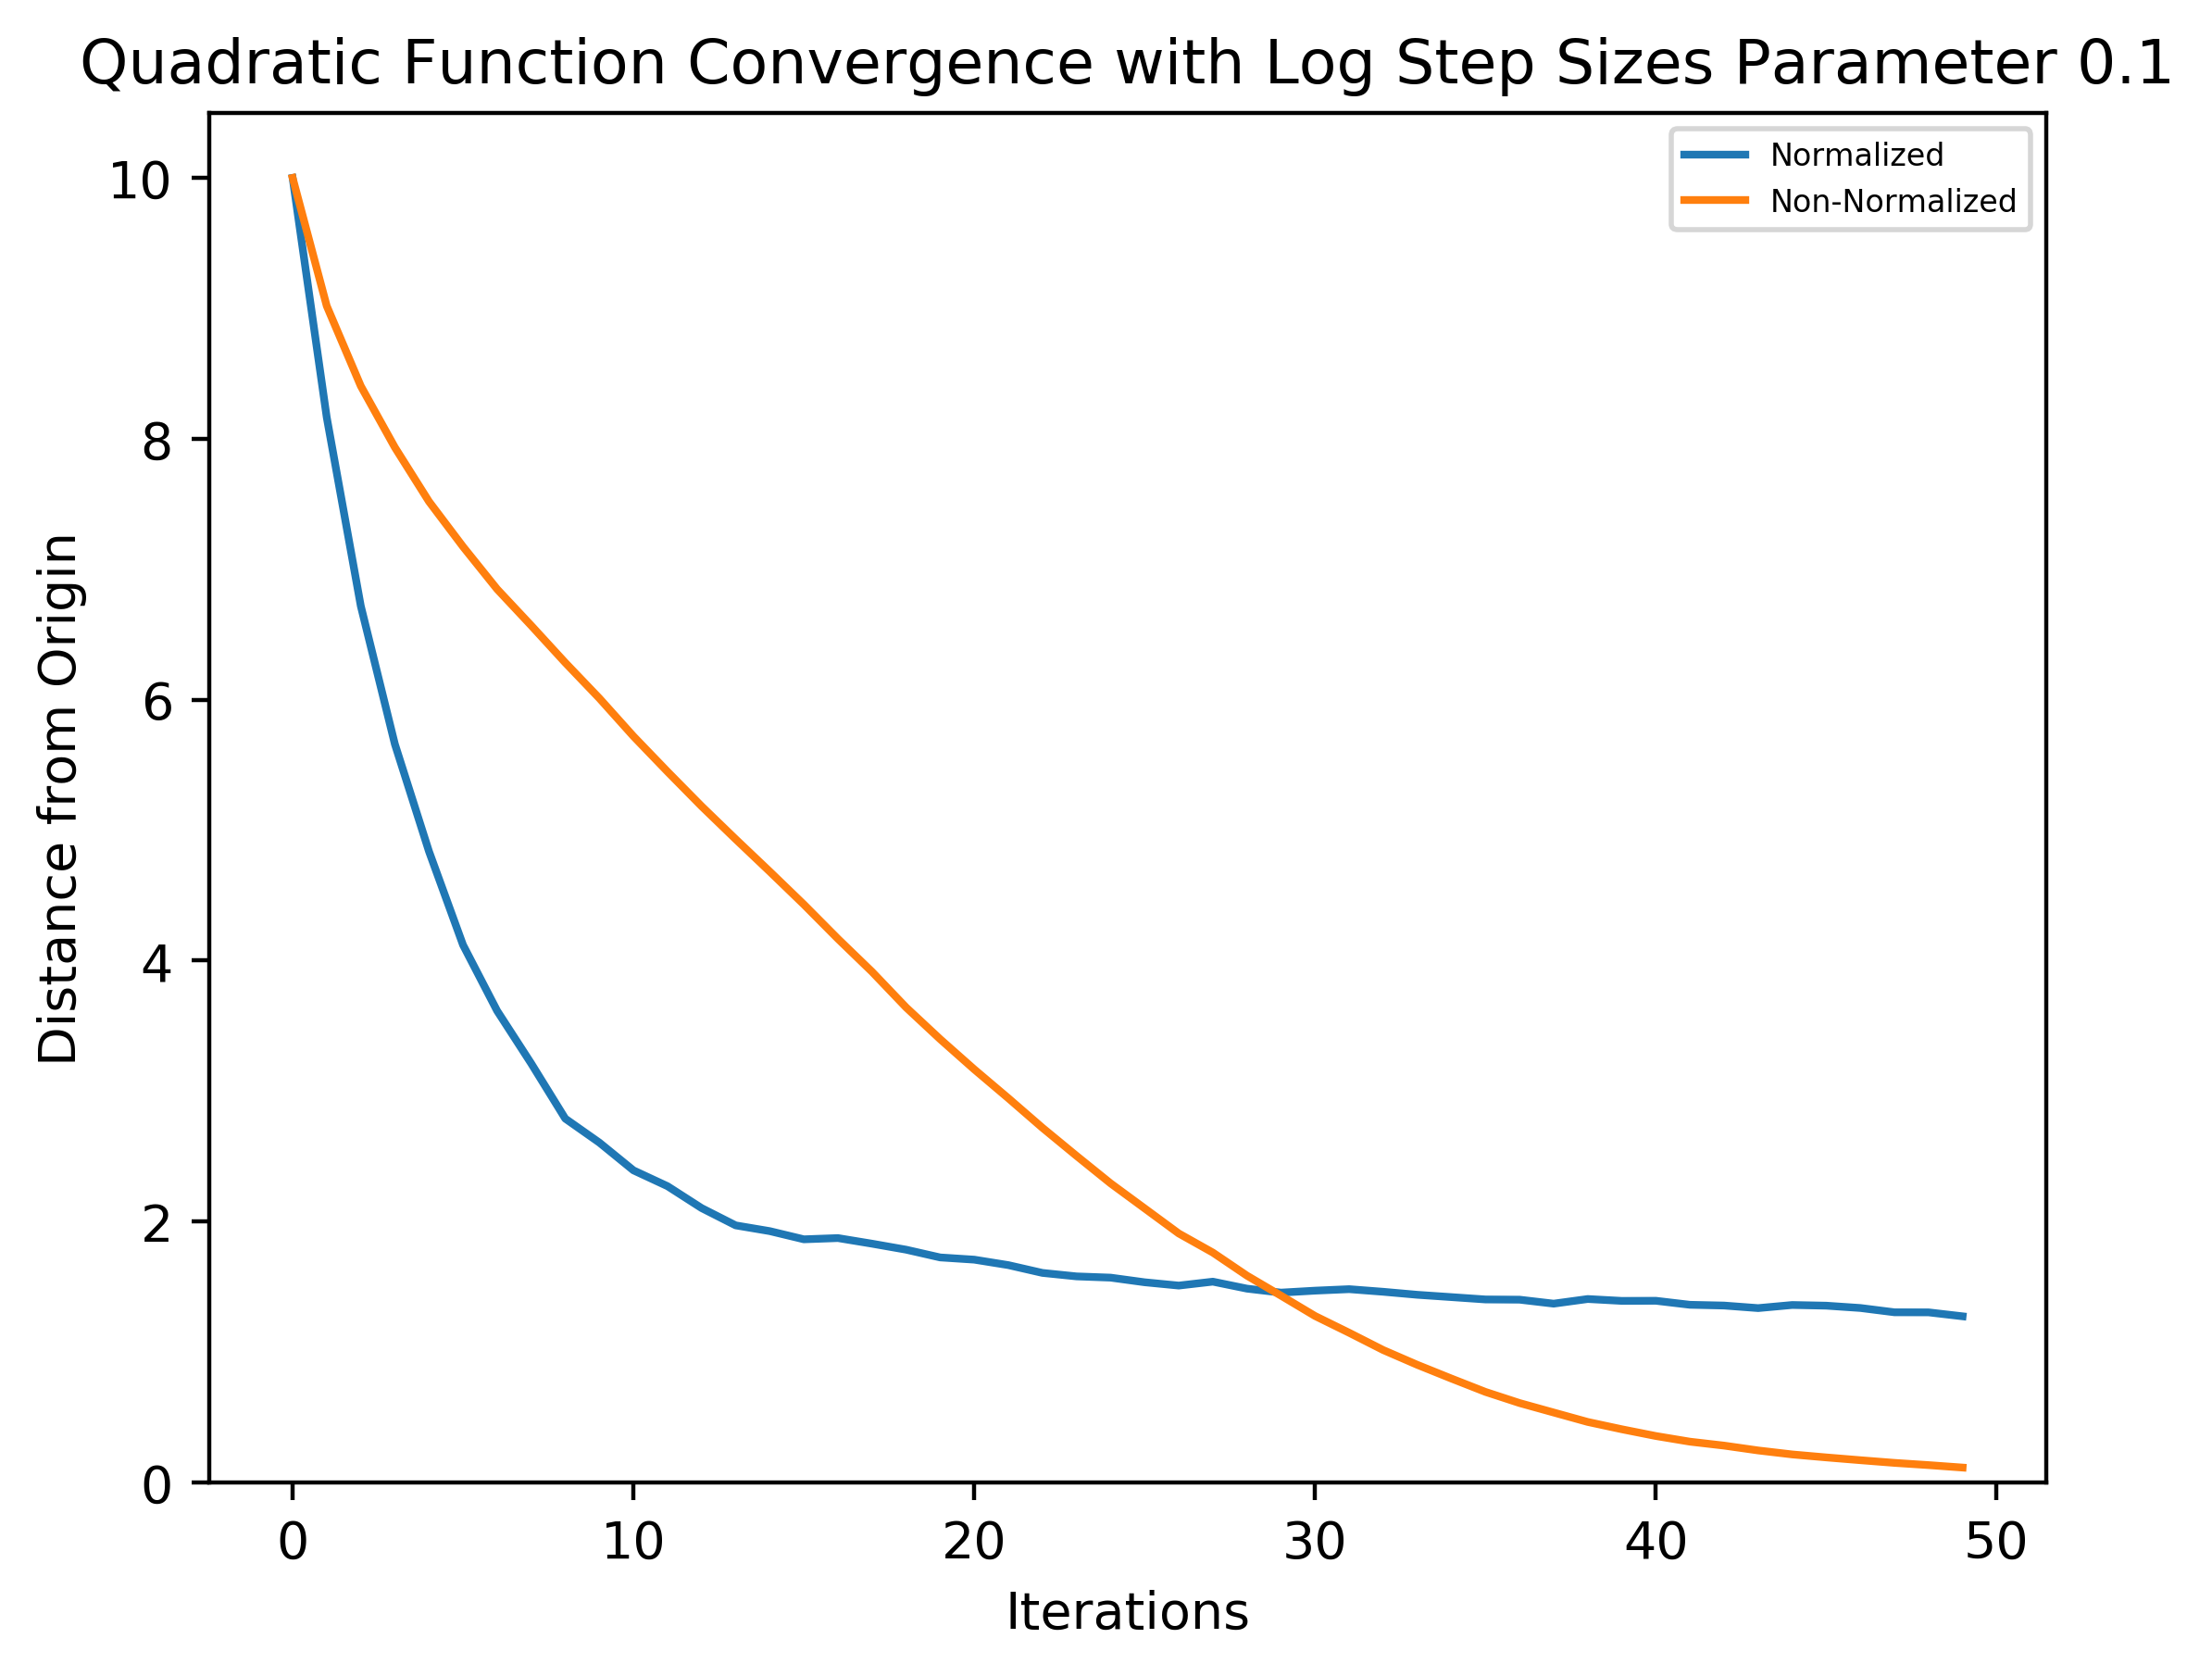 Quadratic Function Convergence with Log Step Sizes Parameter 0.1
Normalized
Non-Normalized
Distance from Origin
10
8
6
4
2
0
0 10 20 30 40 50
Iterations